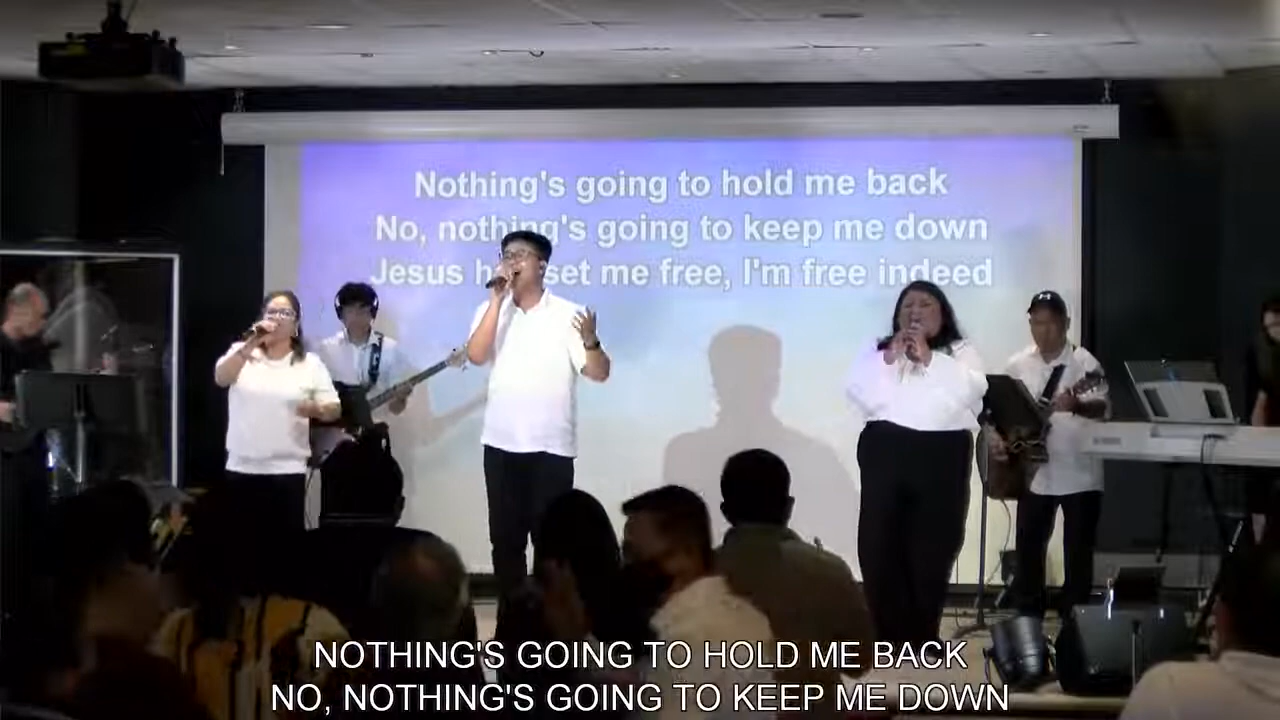 Nothing's going to hold me back
No, nothing's going to keep me down
Jesus set me free, I'm free indeed
NOTHING'S GOING TO HOLD ME BACK
NO, NOTHING'S GOING TO KEEP ME DOWN